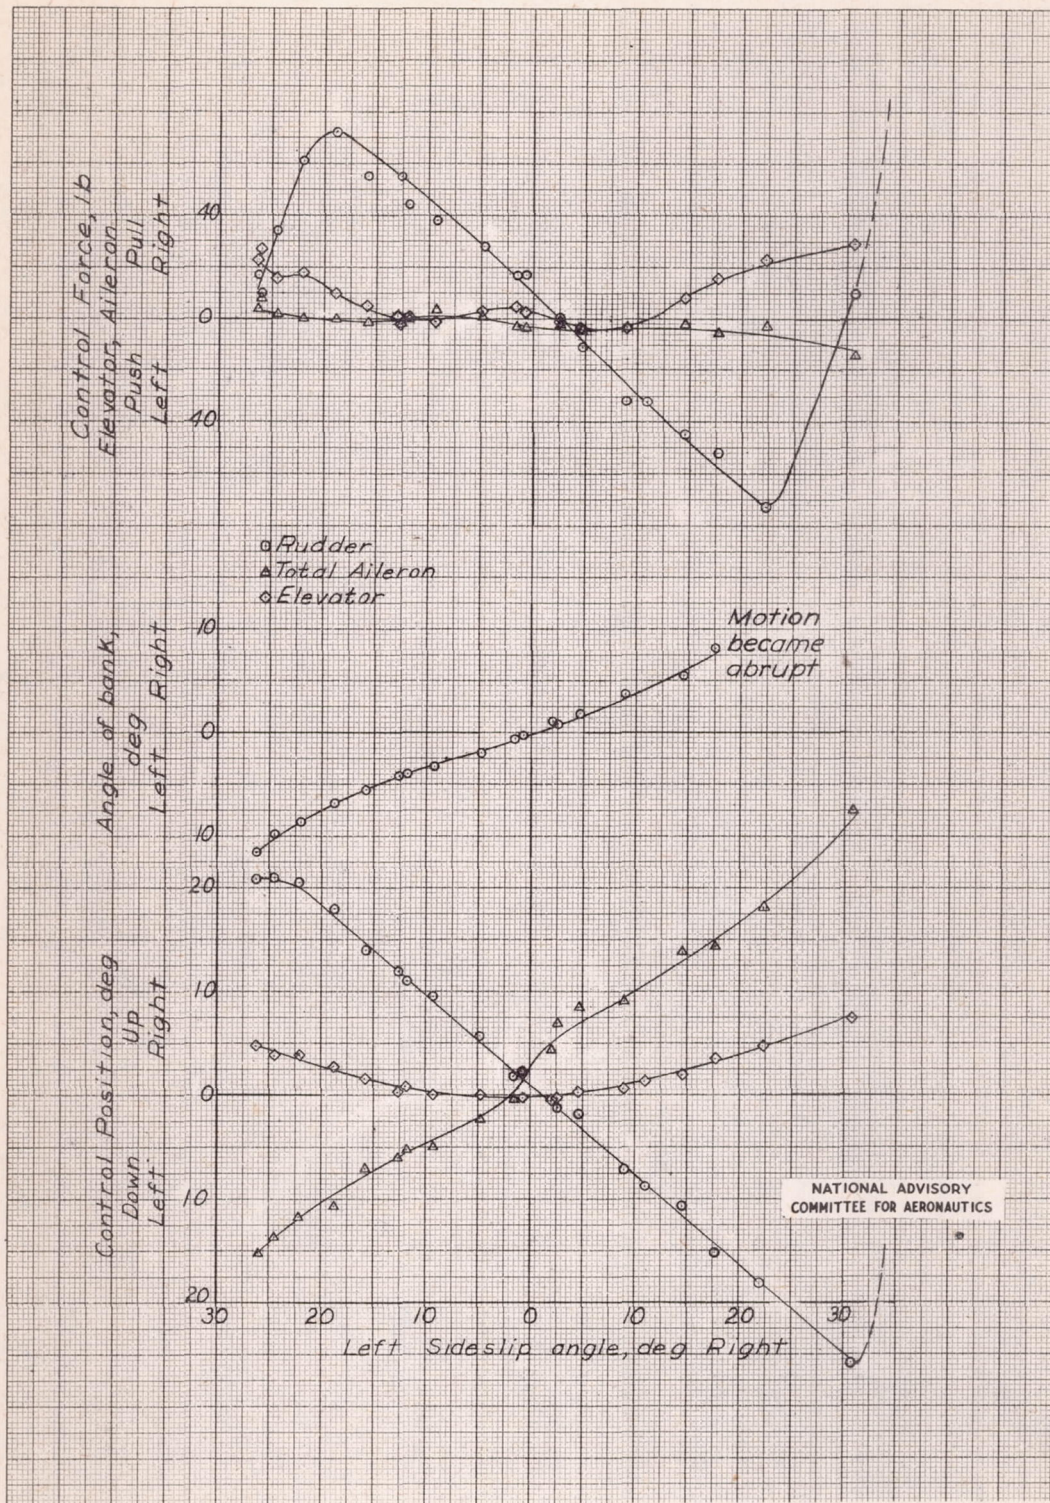 Control Force, lb
Elevator, Aileron
Push Pull
Left Right
40
0
40
Rudder
Total Aileron
Elevator
Motion
became
abrupt
Angle of bank,
deg
Left Right
10
0
10
Control Position, deg
Down Up
Left Right
20
10
0
10
20
NATIONAL ADVISORY
COMMITTEE FOR AERONAUTICS
30 20 10 0 10 20 30
Left Sideslip angle, deg Right